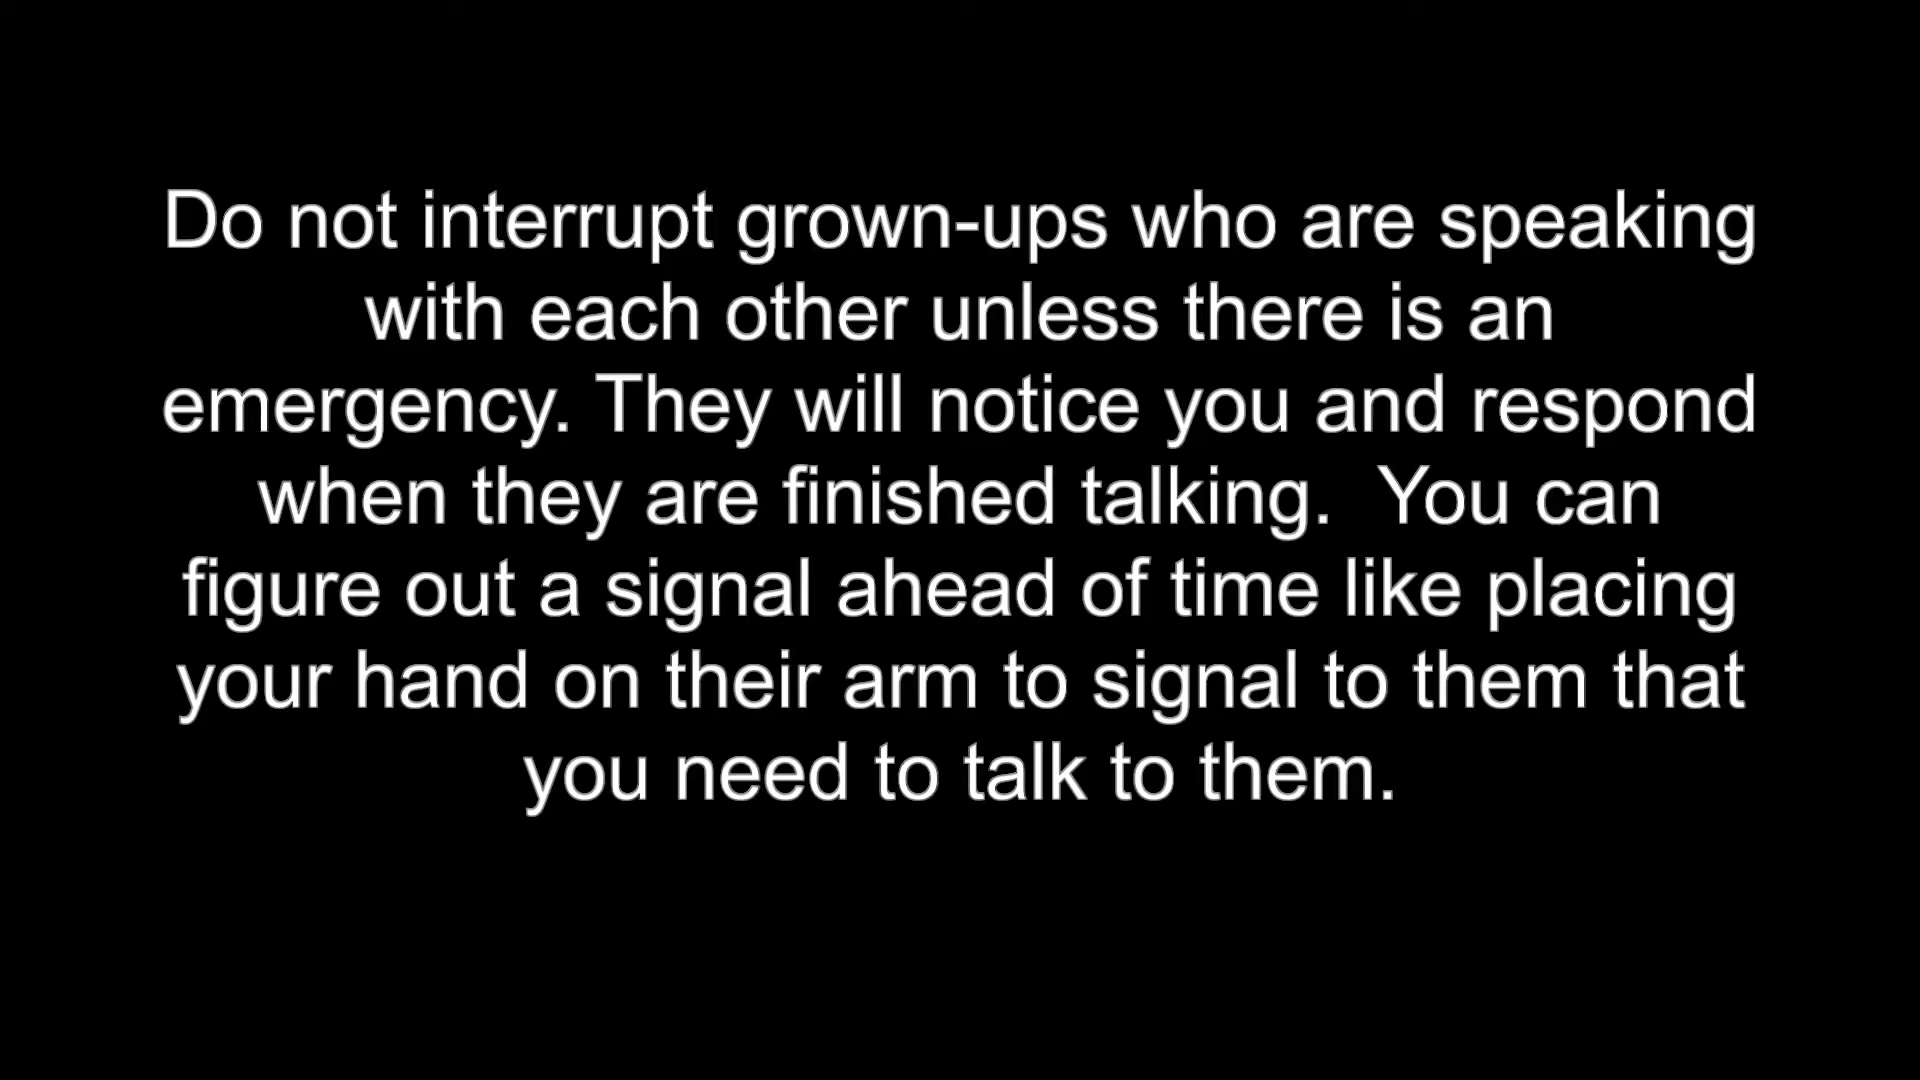 Do not interrupt grown-ups who are speaking
with each other unless there is an
emergency. They will notice you and respond
when they are finished talking.  You can
figure out a signal ahead of time like placing
your hand on their arm to signal to them that
you need to talk to them.